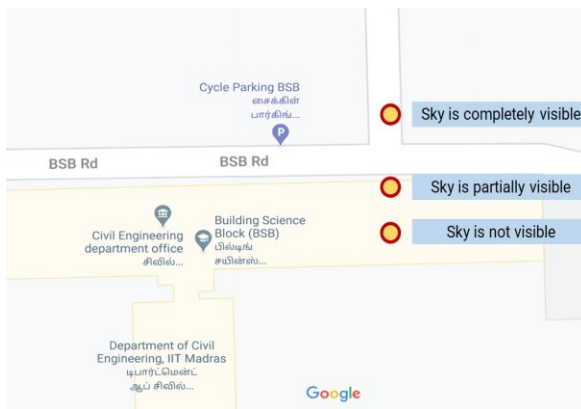 Cycle Parking BSB
சைக்கிள்
பார்கிங்...
P
Sky is completely visible
BSB Rd
BSB Rd
Sky is partially visible
Civil Engineering
department office
சிவில்...
Building Science
Block (BSB)
பில்டிங்
சயின்ஸ்...
Sky is not visible
Department of Civil
Engineering, IIT Madras
டிபார்ட்மென்ட்
ஆப் சிவில்...
Google